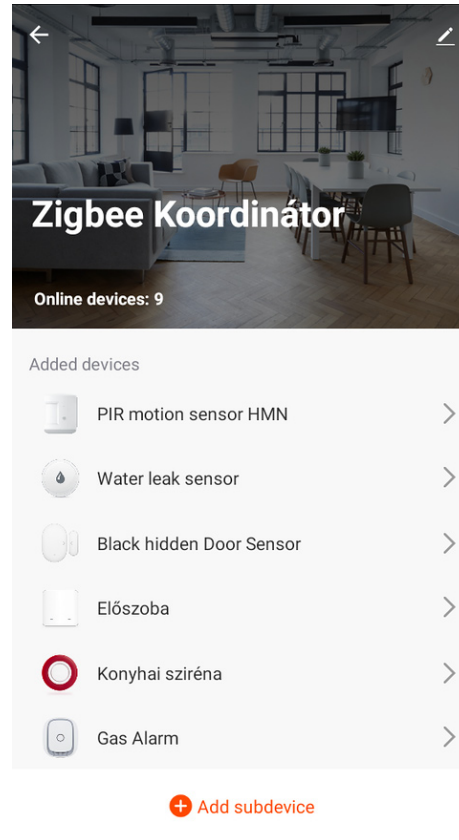 Zigbee Koordinátor
Online devices: 9
Added devices
PIR motion sensor HMN
Water leak sensor
Black hidden Door Sensor
Előszoba
Konyhai sziréna
Gas Alarm
Add subdevice